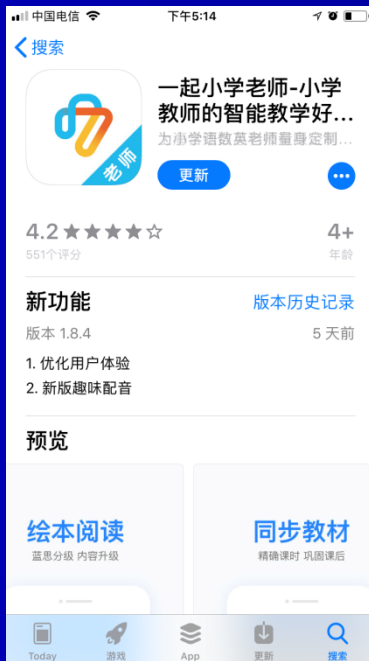 中国电信 下午5:14
搜索
一起小学老师-小学
教师的智能教学好...
为小学语数英老师量身定制...
老师
更新
4.2 4+
551个评分 年龄
新功能 版本历史记录
版本 1.8.4 5 天前
1. 优化用户体验
2. 新版趣味配音
预览
绘本阅读 同步教材
蓝思分级 内容升级 精确课时 巩固课后
Today 游戏 App 更新 搜索